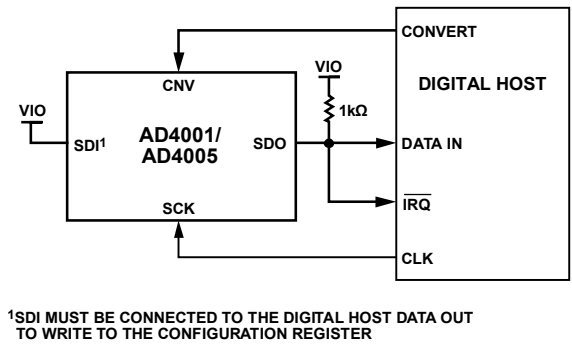 CONVERT
VIO
CNV
DIGITAL HOST
VIO
1kΩ
AD4001/
AD4005
SDI¹
SDO
DATA IN
SCK
IRQ
CLK
¹SDI MUST BE CONNECTED TO THE DIGITAL HOST DATA OUT
TO WRITE TO THE CONFIGURATION REGISTER